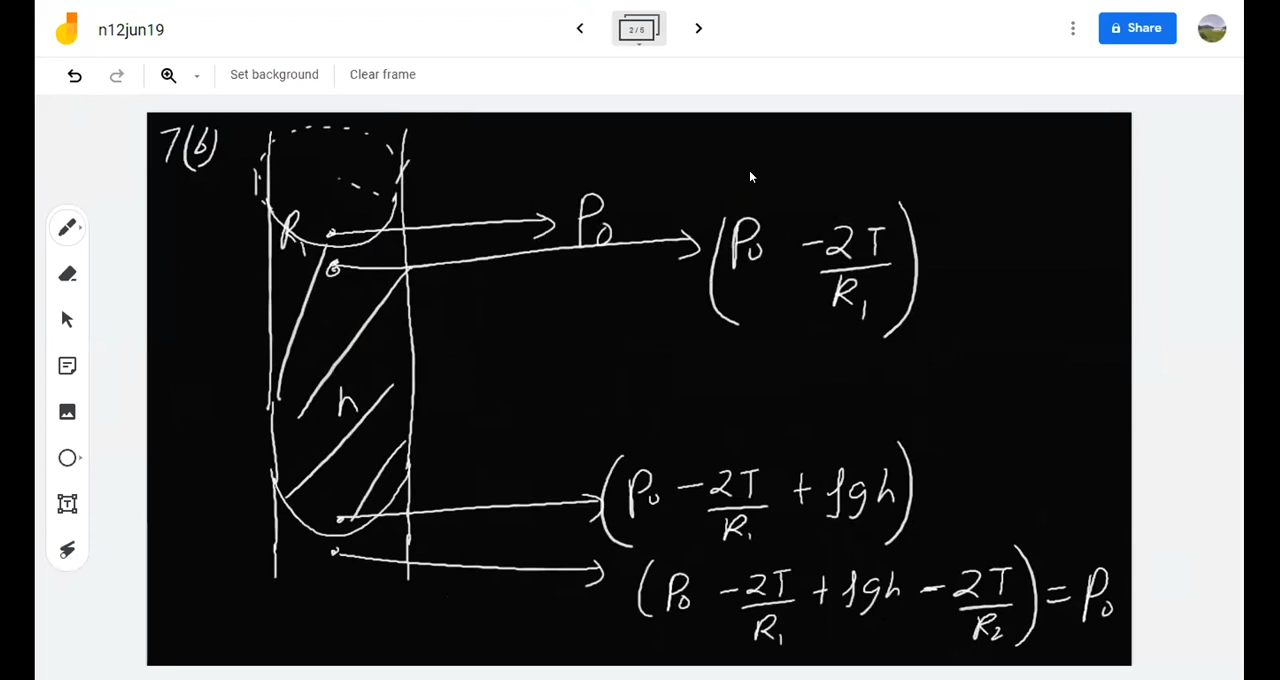 n12jun19
2/5
Share
Set background
Clear frame
7(b)
R₁
P₀
(P₀ - 2T/R₁)
h
(P₀ - 2T/R₁ + ρgh)
(P₀ - 2T/R₁ + ρgh - 2T/R₂) = P₀